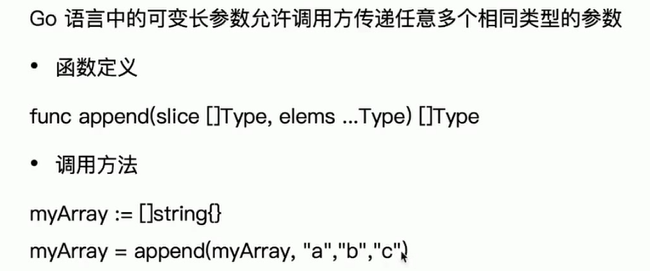 Go 语言中的可变长参数允许调用方传递任意多个相同类型的参数
• 函数定义
func append(slice []Type, elems ...Type) []Type
• 调用方法
myArray := []string{}
myArray = append(myArray, "a","b","c")